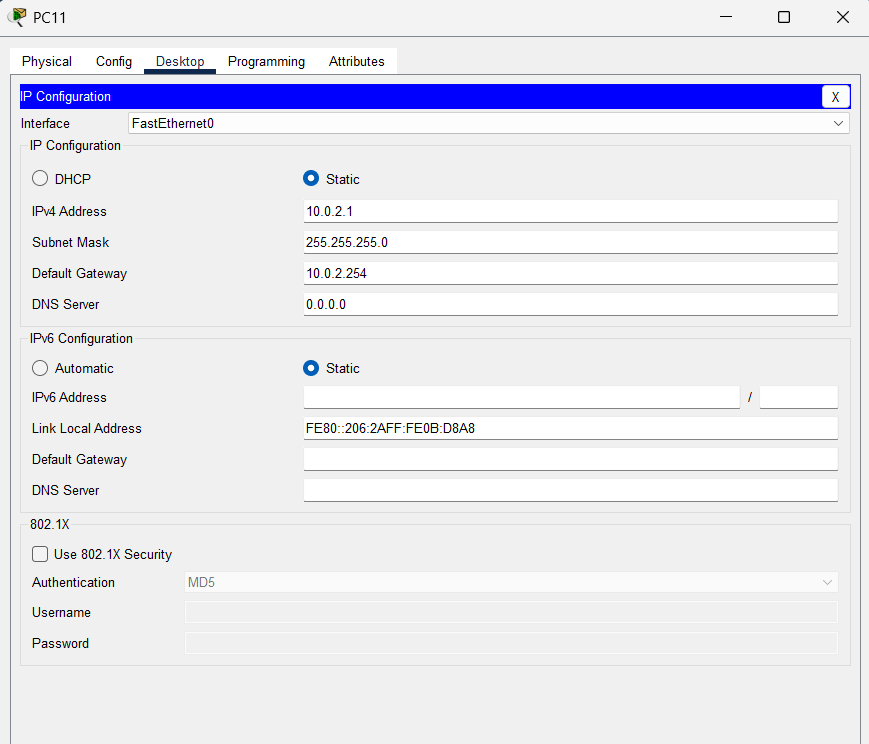 PC11
Physical Config Desktop Programming Attributes
IP Configuration X
Interface FastEthernet0
IP Configuration
DHCP Static
IPv4 Address 10.0.2.1
Subnet Mask 255.255.255.0
Default Gateway 10.0.2.254
DNS Server 0.0.0.0
IPv6 Configuration
Automatic Static
IPv6 Address /
Link Local Address FE80::206:2AFF:FE0B:D8A8
Default Gateway
DNS Server
802.1X
Use 802.1X Security
Authentication MD5
Username
Password